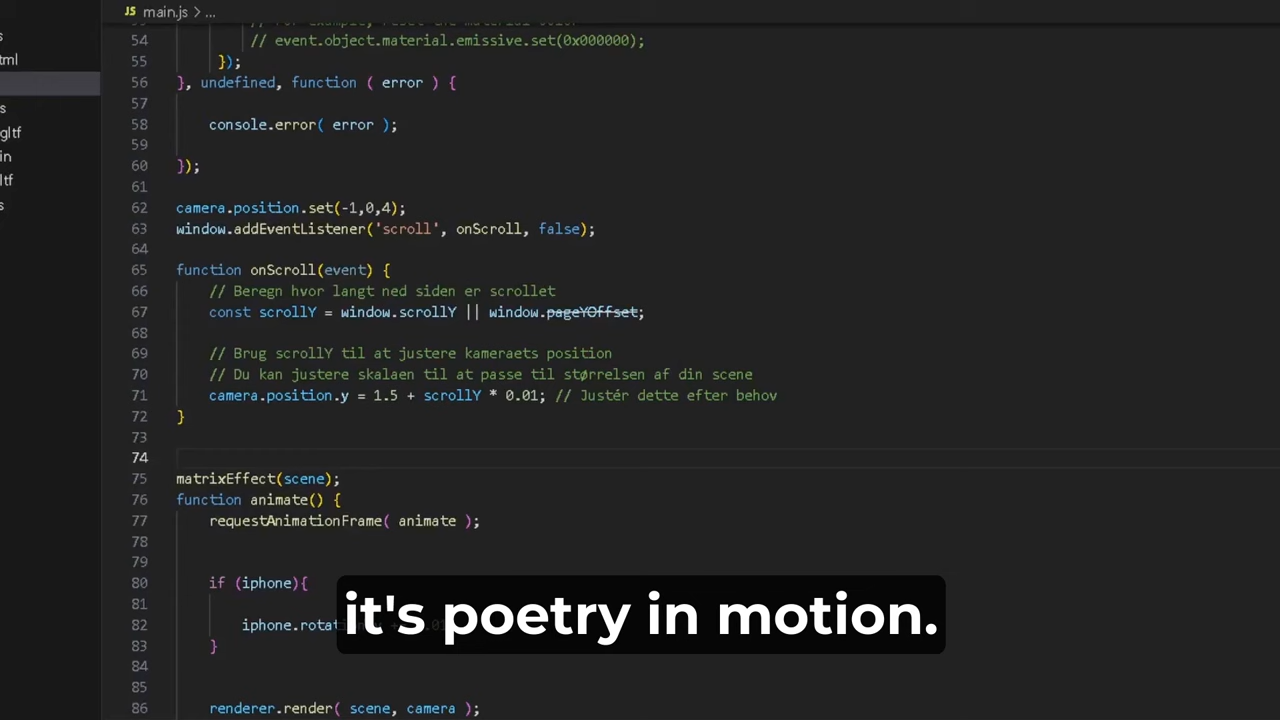 JS main.js > ...
54 // event.object.material.emissive.set(0x000000);
55 });
56 }, undefined, function ( error ) {
57
58 console.error( error );
59
60 });
61
62 camera.position.set(-1,0,4);
63 window.addEventListener('scroll', onScroll, false);
64
65 function onScroll(event) {
66 // Beregn hvor langt ned siden er scrollet
67 const scrollY = window.scrollY || window.pageYOffset;
68
69 // Brug scrollY til at justere kameraets position
70 // Du kan justere skalaen til at passe til størrelsen af din scene
71 camera.position.y = 1.5 + scrollY * 0.01; // Justér dette efter behov
72 }
73
74
75 matrixEffect(scene);
76 function animate() {
77 requestAnimationFrame( animate );
78
79
80 if (iphone){
81
82 iphone.rotati
83 }
84
85
86 renderer.render( scene, camera );
tml
s
gltf
in
ltf
s
it's poetry in motion.